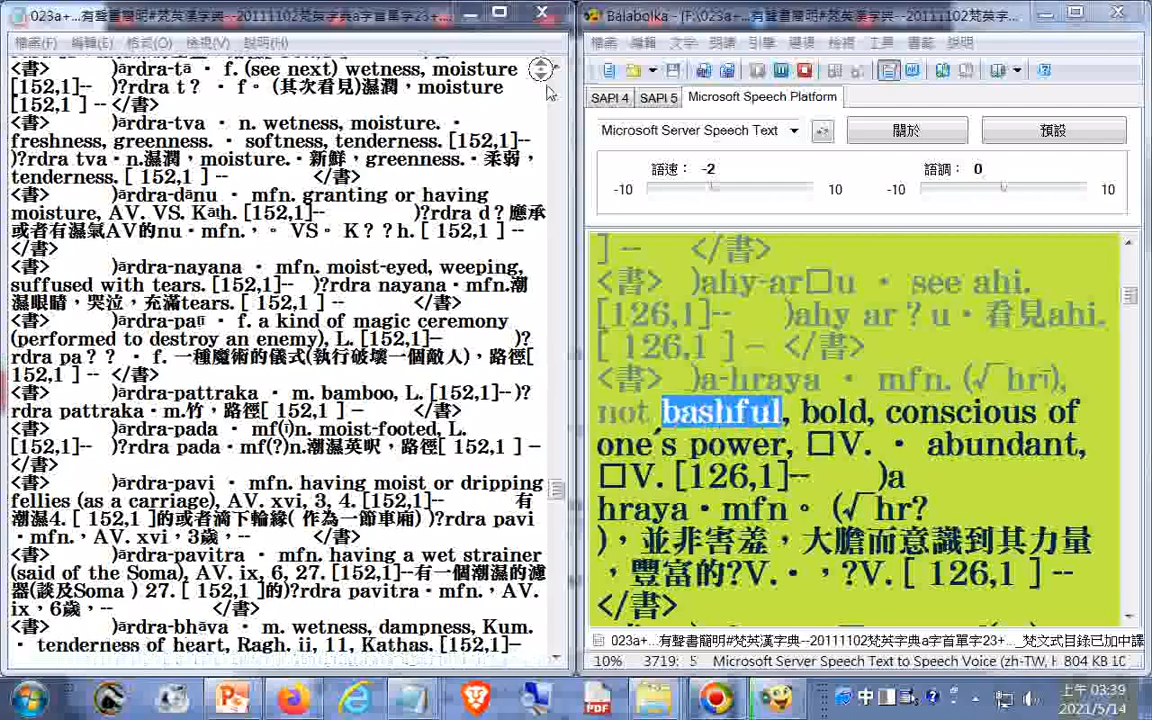 023a+...有聲書簡明#梵英漢字典--20111102梵英字典a字首單字23+...
檔案(F) 編輯(E) 格式(O) 檢視(V) 說明(H)
<書> )ārdra-tā · f. (see next) wetness, moisture
[152,1]-- )?rdra t? · f。 (其次看見)濕潤，moisture
[152,1 ] -- </書>
<書> )ārdra-tva · n. wetness, moisture. ·
freshness, greenness. · softness, tenderness. [152,1]
)?rdra tva·n.濕潤，moisture.·新鮮，greenness.·柔弱，
tenderness. [ 152,1 ] -- </書>
<書> )ārdra-dānu · mfn. granting or having
moisture, AV. VS. Kāṭh. [152,1]-- )?rdra d？應承
或者有濕氣AV的nu·mfn.，。 VS。 K？？h. [ 152,1 ] --
</書>
<書> )ārdra-nayana · mfn. moist-eyed, weeping,
suffused with tears. [152,1]-- )?rdra nayana·mfn.潮
濕眼睛，哭泣，充滿tears. [ 152,1 ] -- </書>
<書> )ārdra-paṭī · f. a kind of magic ceremony
(performed to destroy an enemy), L. [152,1]-- )?
rdra pa？？ · f. 一種魔術的儀式(執行破壞一個敵人)，路徑[
152,1 ] -- </書>
<書> )ārdra-pattraka · m. bamboo, L. [152,1]-- )?
rdra pattraka·m.竹，路徑[ 152,1 ] -- </書>
<書> )ārdra-pada · mf(ī)n. moist-footed, L.
[152,1]-- )?rdra pada·mf(?)n.潮濕英呎，路徑[ 152,1 ] --
</書>
<書> )ārdra-pavi · mfn. having moist or dripping
fellies (as a carriage), AV. xvi, 3, 4. [152,1]-- 有
潮濕4. [ 152,1 ]的或者滴下輪緣( 作為一節車廂) )?rdra pavi
·mfn.，AV. xvi，3歲，-- </書>
<書> )ārdra-pavitra · mfn. having a wet strainer
(said of the Soma), AV. ix, 6, 27. [152,1]--有一個潮濕的濾
器(談及Soma ) 27. [ 152,1 ]的)?rdra pavitra·mfn.，AV.
ix，6歲，-- </書>
<書> )ārdra-bhāva · m. wetness, dampness, Kum.
· tenderness of heart, Ragh. ii, 11, Kathas. [152,1]--
Balabolka - [F:\023a+...有聲書簡明#梵英漢字典--20111102梵英字...
檔案 編輯 文字 朗讀 引擎 選項 檢視 工具 書籤 說明
SAPI 4 SAPI 5 Microsoft Speech Platform
Microsoft Server Speech Text 關於 預設
語速： -2 語調： 0
-10 10 -10 10
] -- </書>
<書> )ahy-ar□u · see ahi.
[126,1]-- )ahy ar？u·看見ahi.
[ 126,1 ] -- </書>
<書> )a-hraya · mfn. (√hrī),
not bashful, bold, conscious of
one′s power, □V. · abundant,
□V. [126,1]-- )a
hraya·mfn。 (√hr?
)，並非害羞，大膽而意識到其力量
，豐富的?V.·，?V. [ 126,1 ] --
</書>
023a+...有聲書簡明#梵英漢字典--20111102梵英字典a字首單字23+..._梵文式目錄已加中譯
10% 3719: 5 Microsoft Server Speech Text to Speech Voice (zh-TW, H 804 KB 10
PDF 中 上午 03:39
2021/5/14